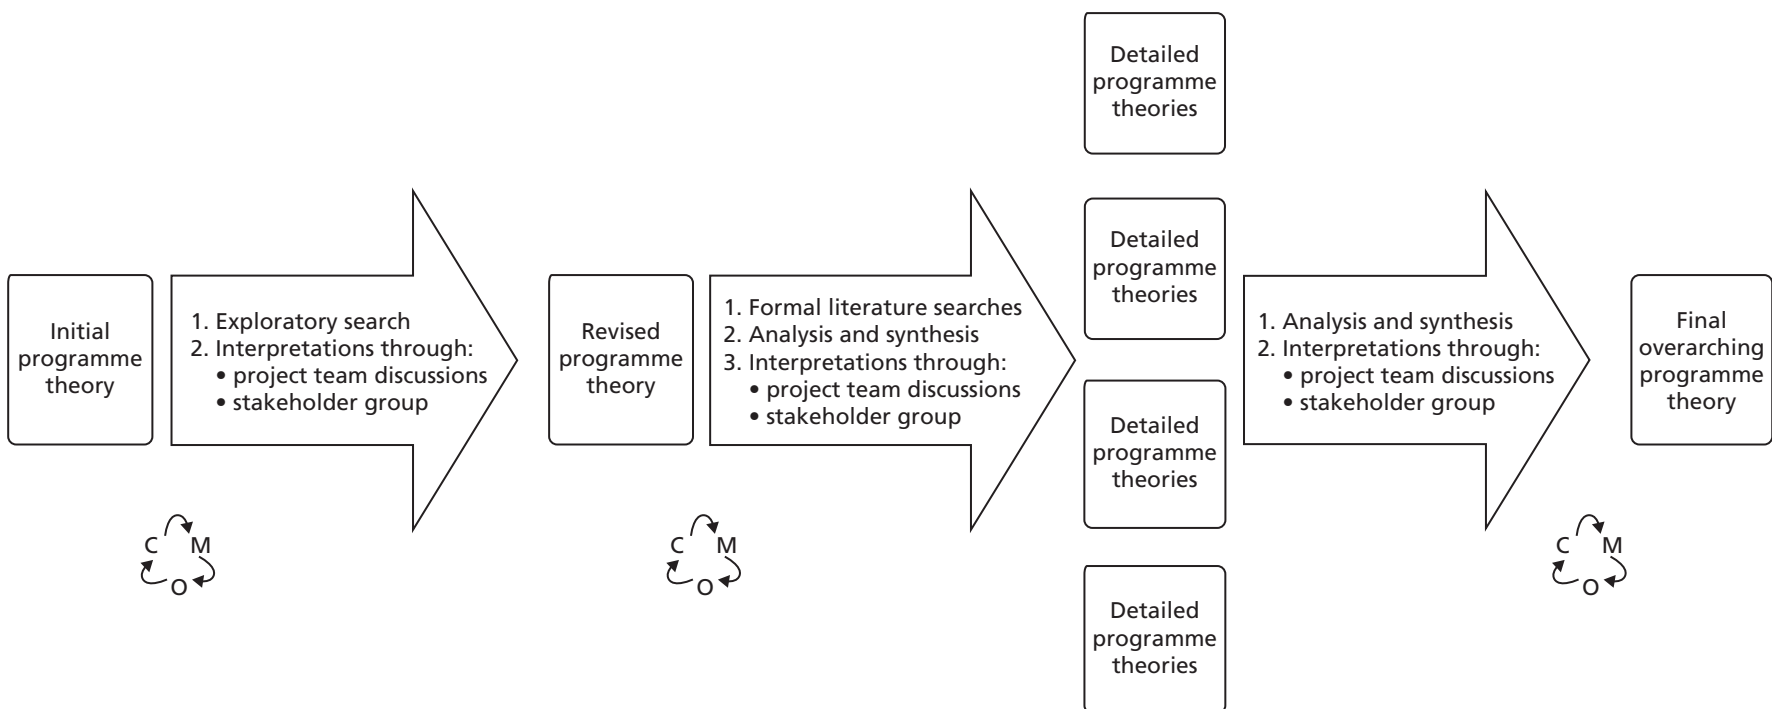 Initial
programme
theory
1. Exploratory search
2. Interpretations through:
• project team discussions
• stakeholder group
C M
O
Revised
programme
theory
1. Formal literature searches
2. Analysis and synthesis
3. Interpretations through:
• project team discussions
• stakeholder group
C M
O
Detailed
programme
theories
Detailed
programme
theories
Detailed
programme
theories
Detailed
programme
theories
1. Analysis and synthesis
2. Interpretations through:
• project team discussions
• stakeholder group
C M
O
Final
overarching
programme
theory